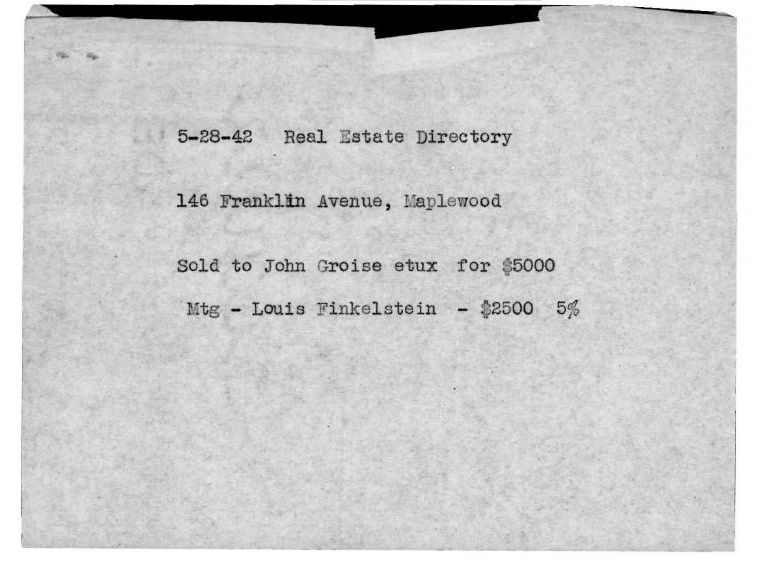 5-28-42 Real Estate Directory
146 Franklin Avenue, Maplewood
Sold to John Groise etux for $5000
Mtg - Louis Finkelstein - $2500 5%